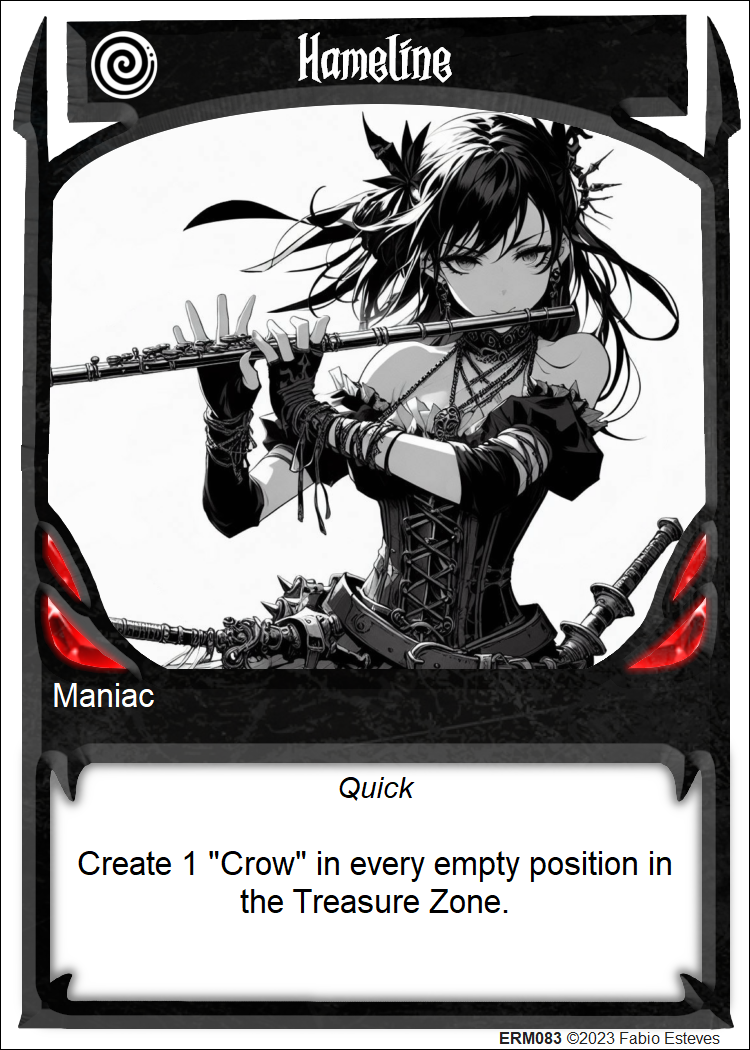 Hameline
Maniac
Quick
Create 1 "Crow" in every empty position in
the Treasure Zone.
ERM083 ©2023 Fabio Esteves